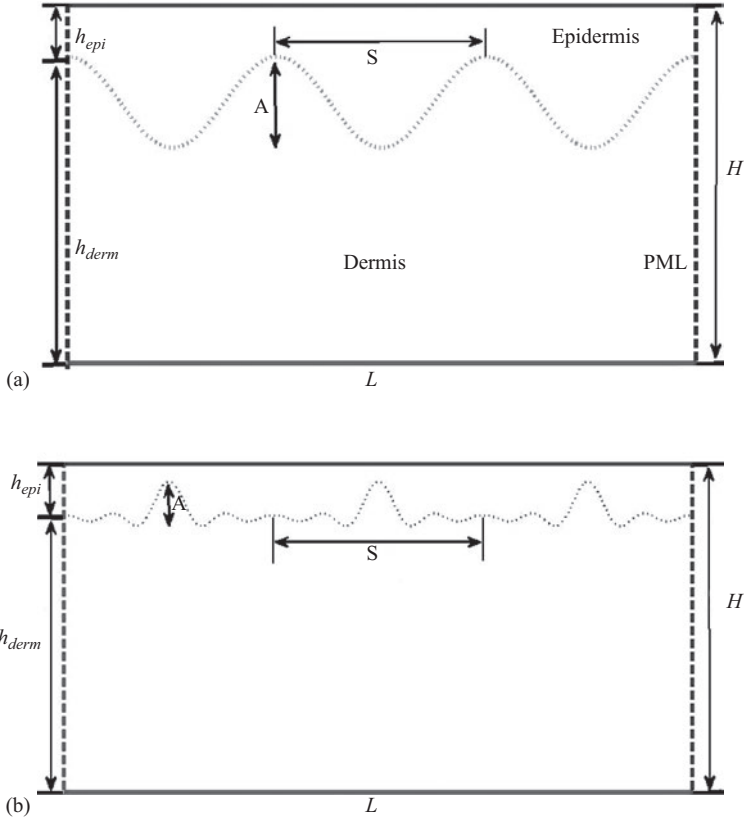 h_epi
Epidermis
S
A
H
h_derm
Dermis
PML
(a)
L
h_epi
A
S
H
h_derm
(b)
L